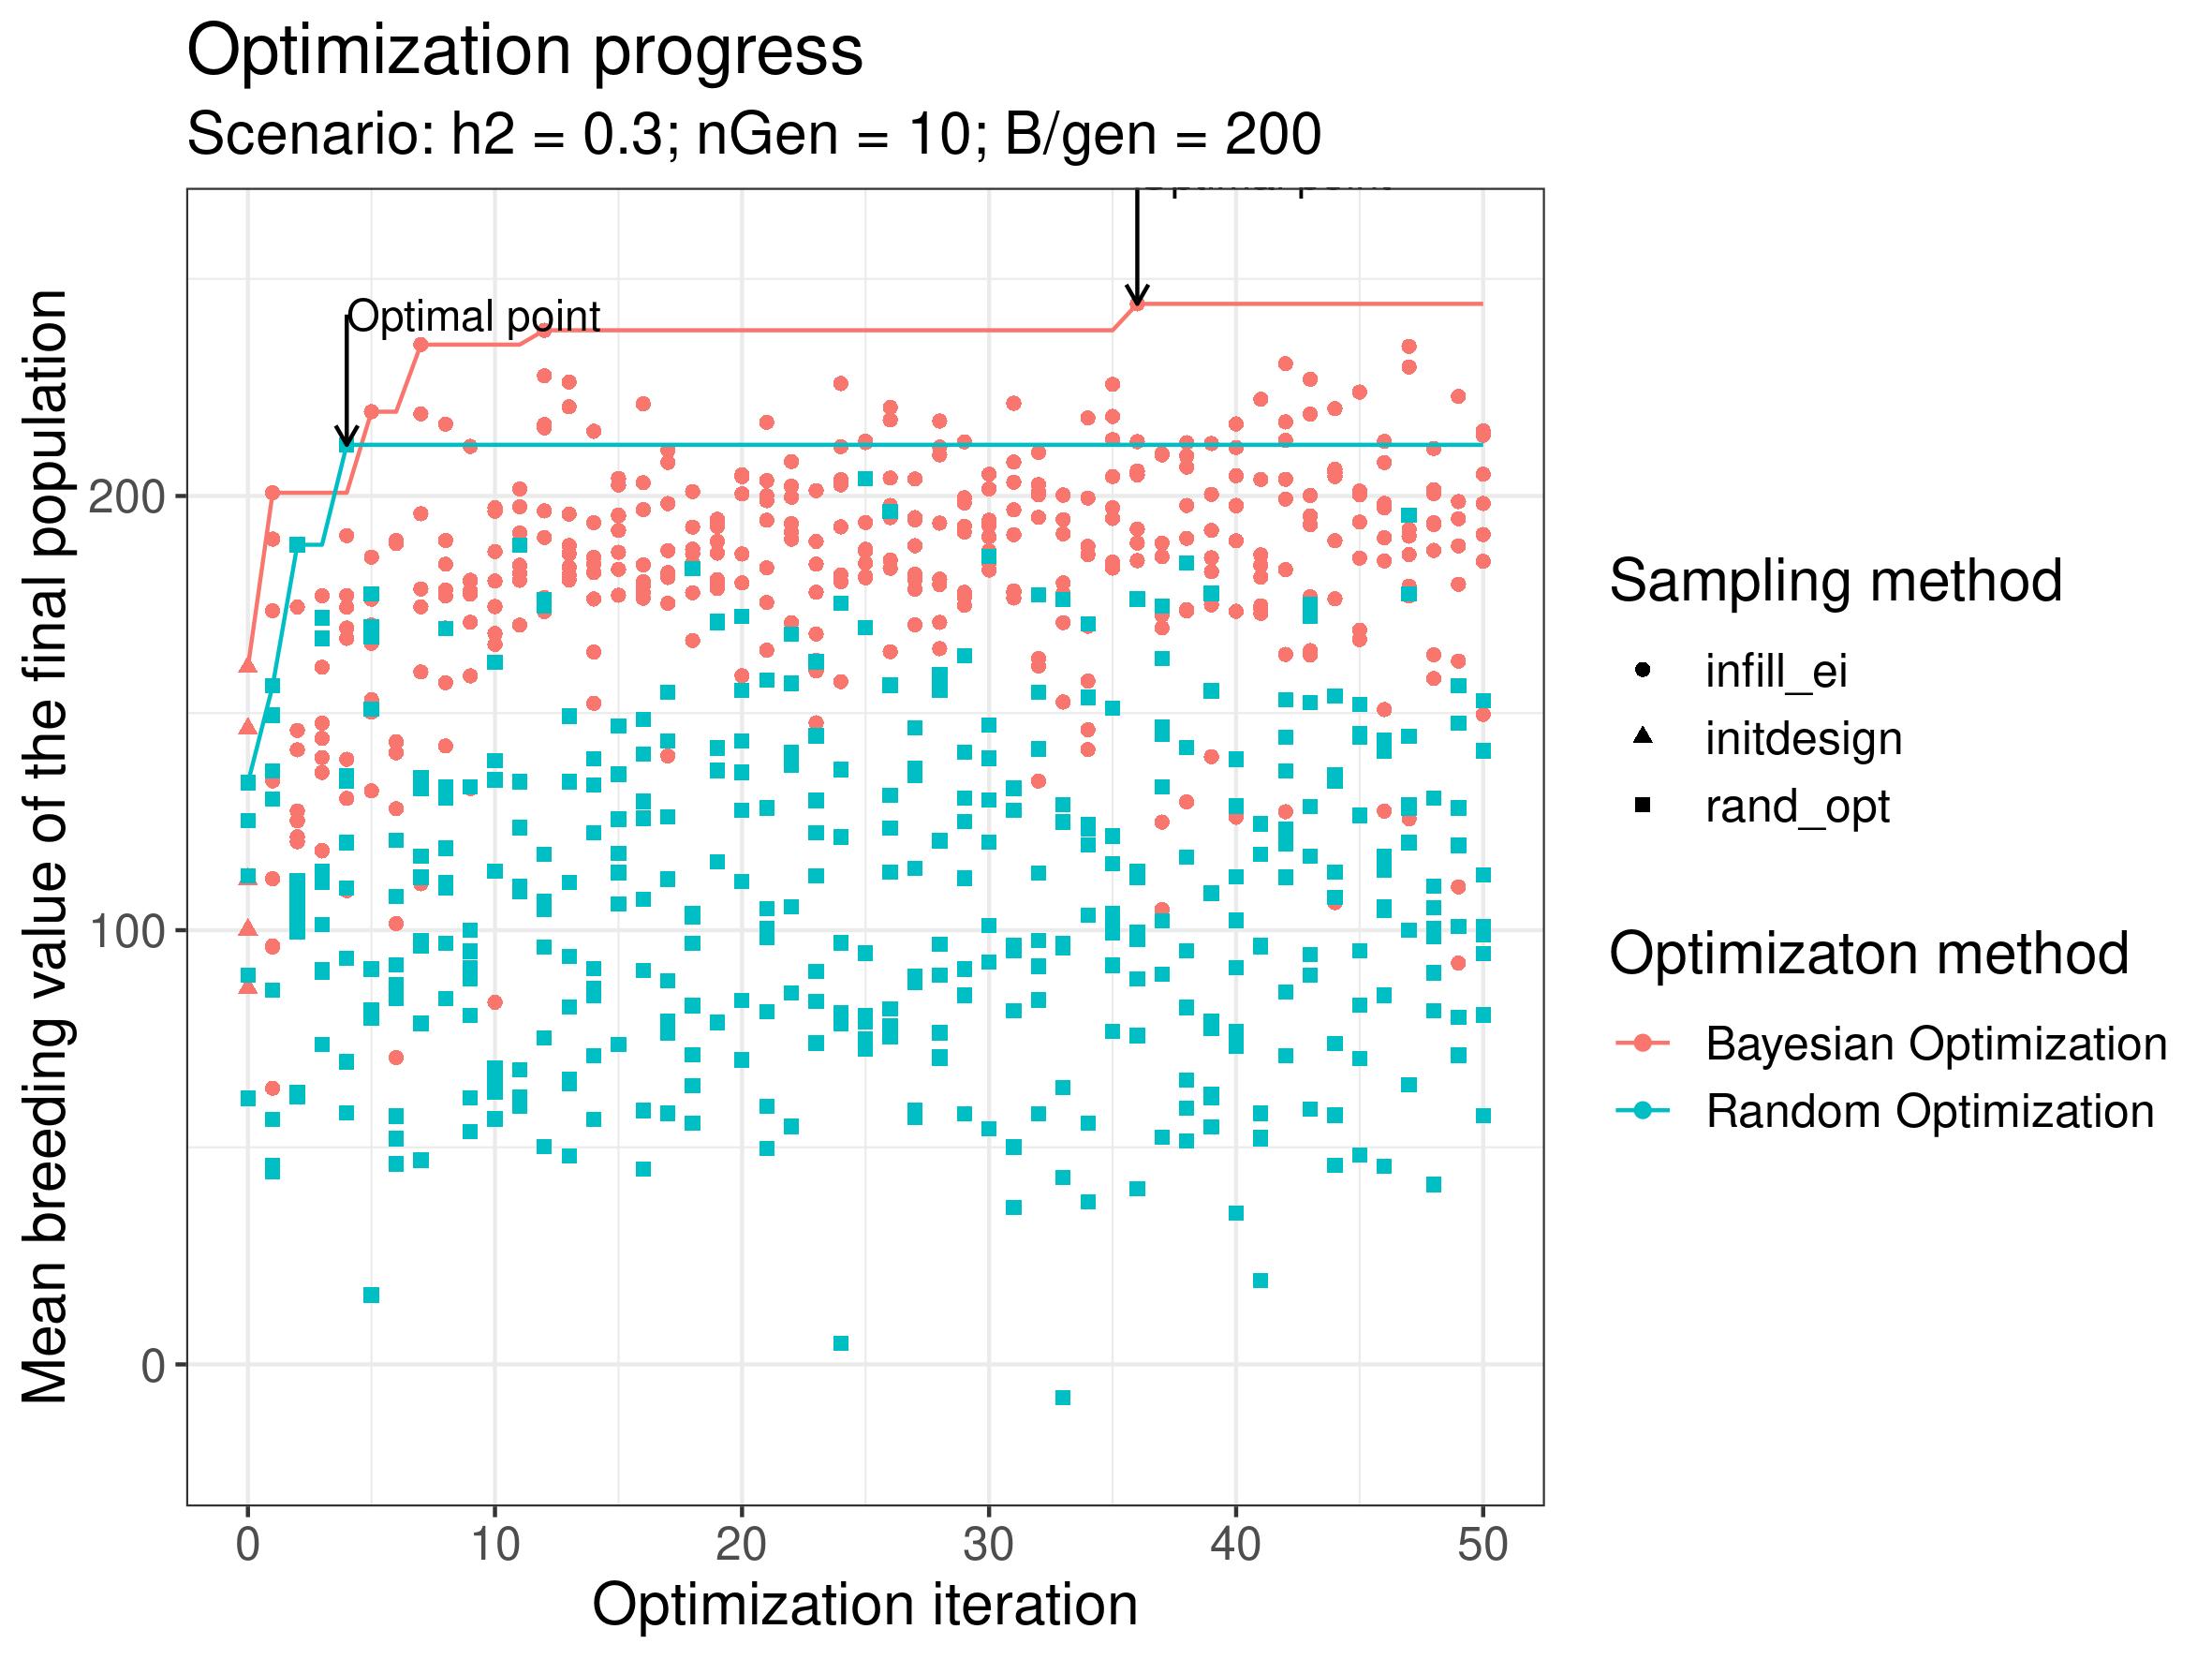 Optimization progress
Scenario: h2 = 0.3; nGen = 10; B/gen = 200
Mean breeding value of the final population
200
100
0
Optimal point
0
10
20
30
40
50
Optimization iteration
Sampling method
infill_ei
initdesign
rand_opt
Optimizaton method
Bayesian Optimization
Random Optimization